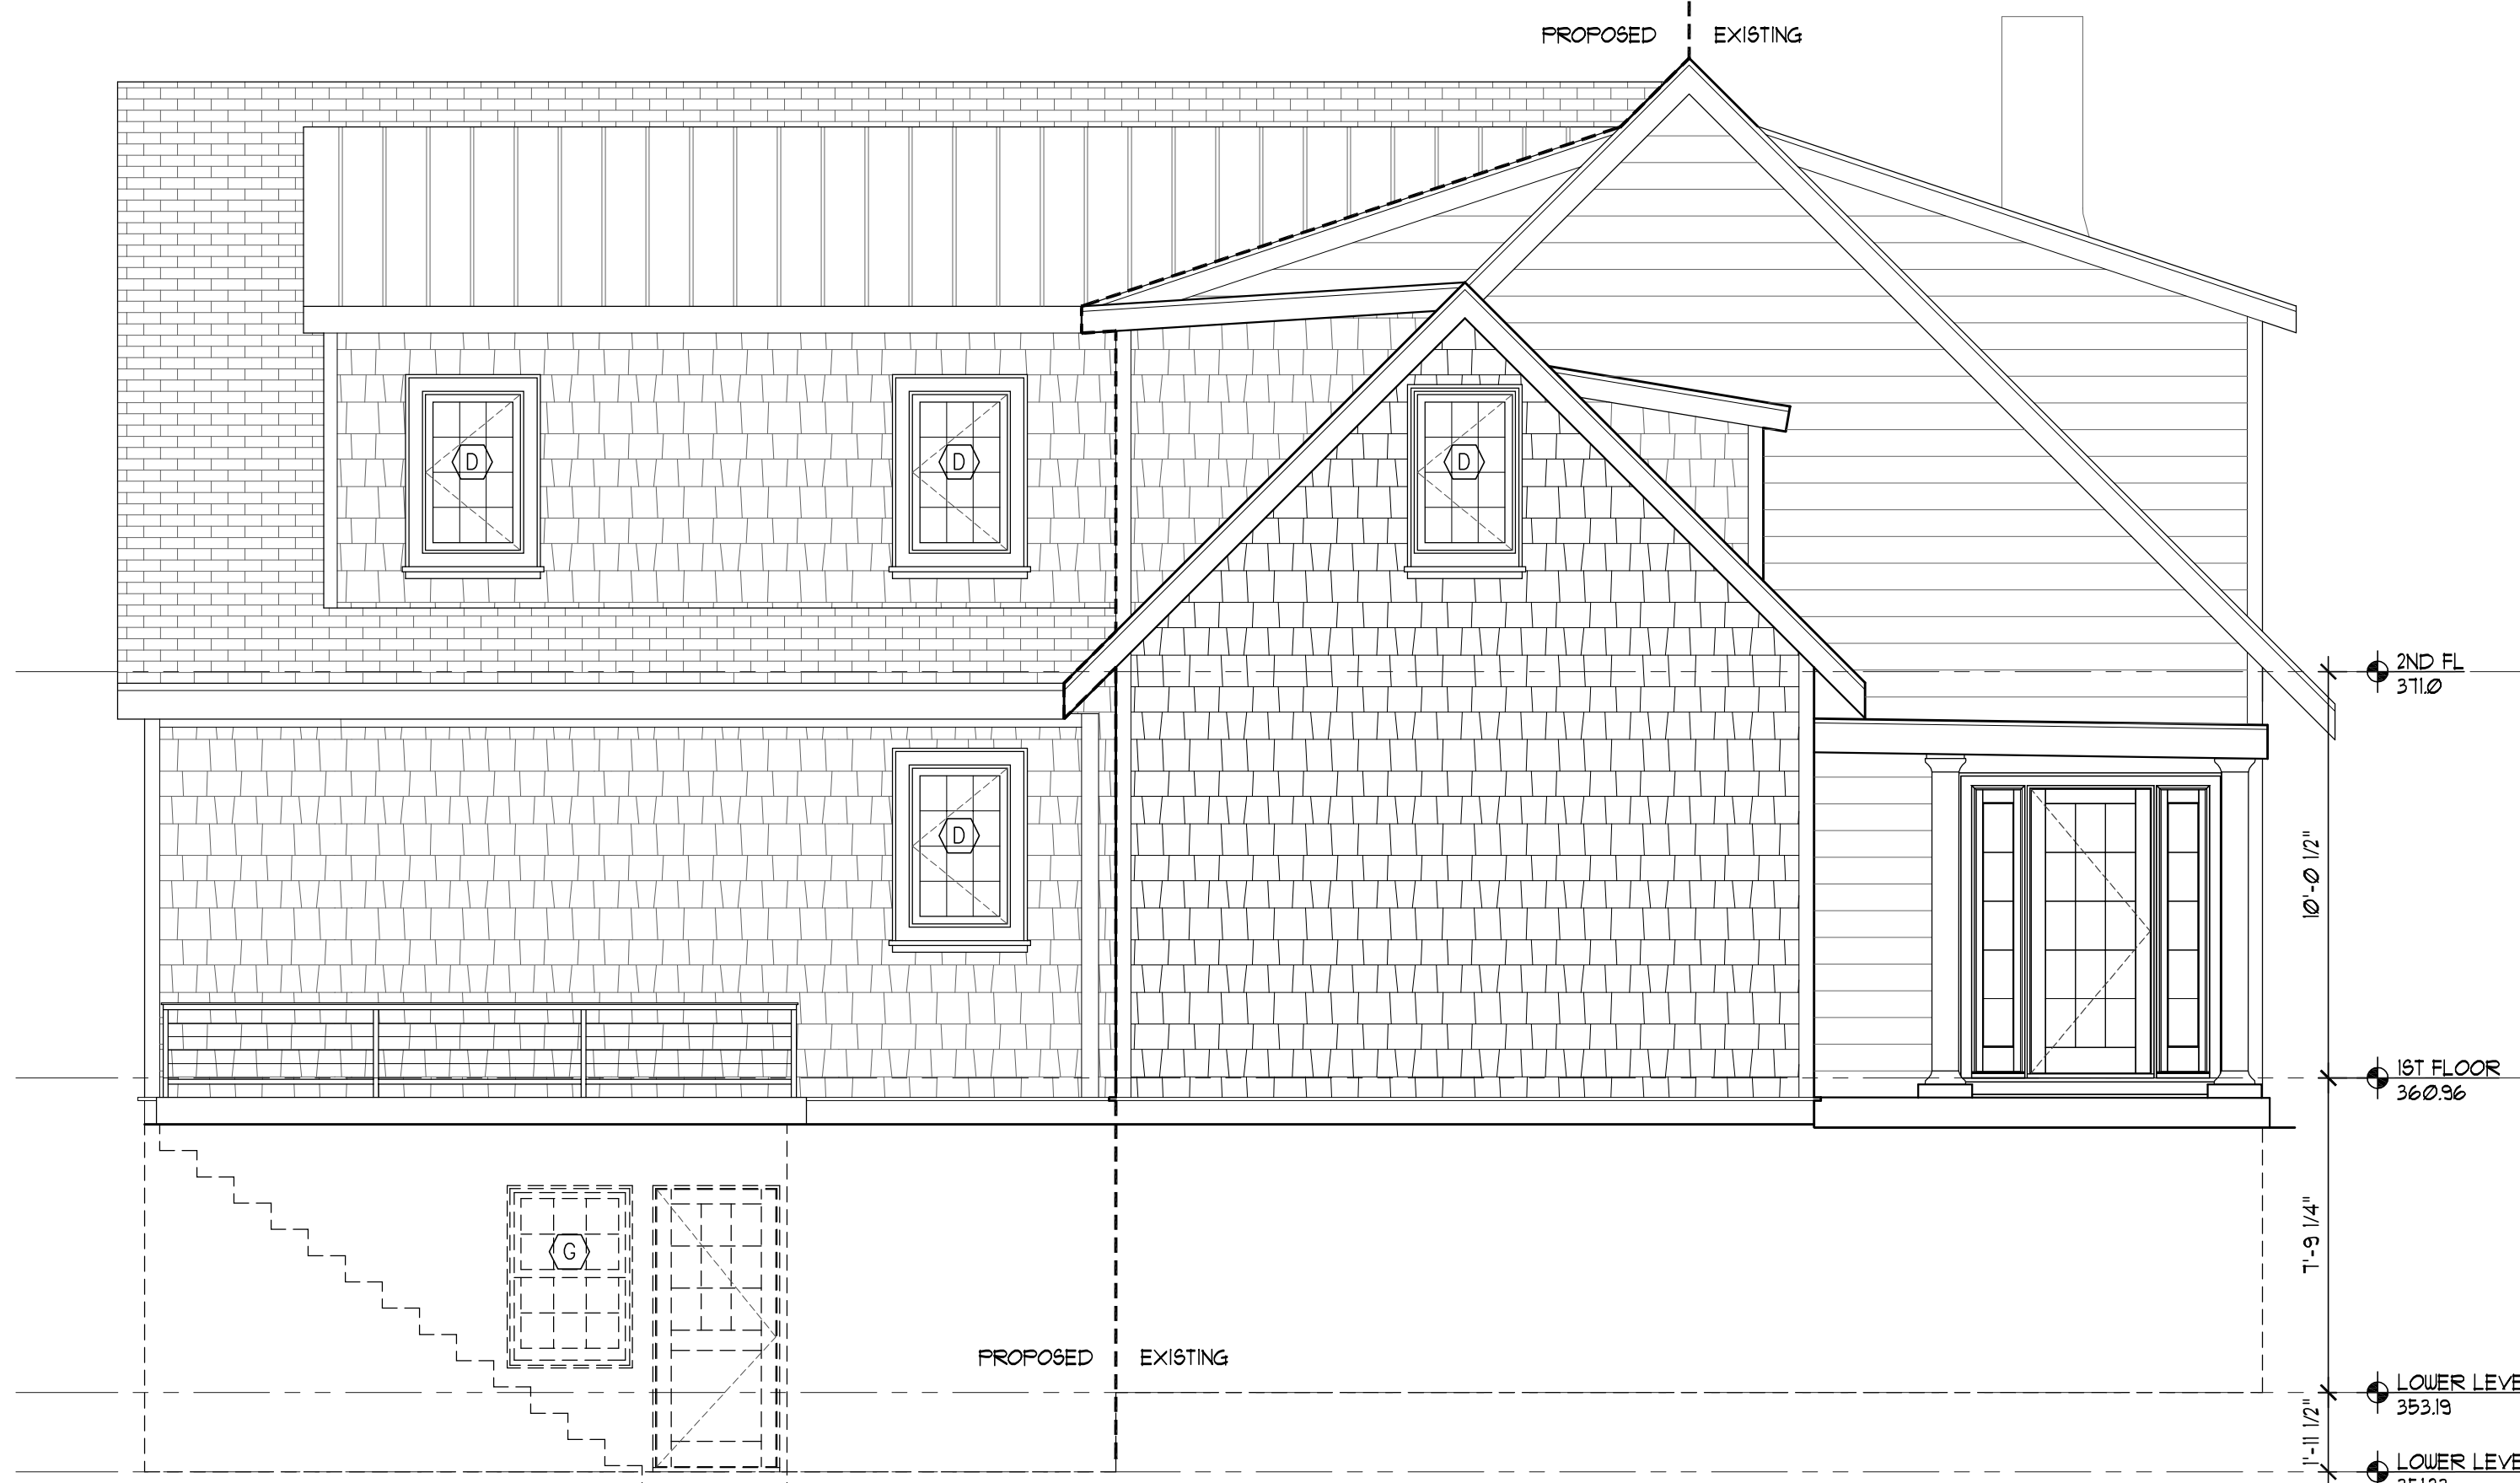 PROPOSED EXISTING
D D D
2ND FL
371.0
D
10'-0 1/2"
1ST FLOOR
360.96
7'-9 1/4"
G
PROPOSED EXISTING
LOWER LEVE
353.19
1'-11 1/2"
LOWER LEVE